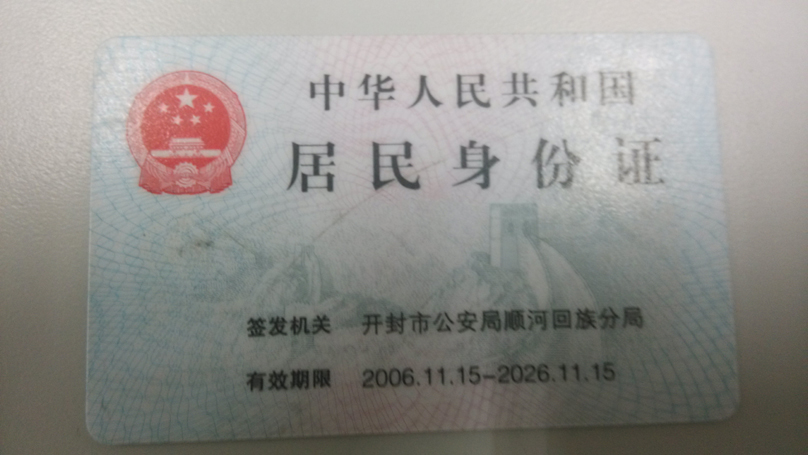 中华人民共和国
居民身份证
签发机关 开封市公安局顺河回族分局
有效期限 2006.11.15-2026.11.15